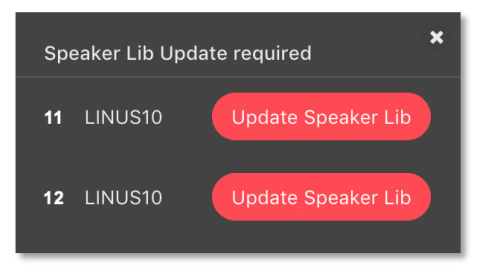 Speaker Lib Update required
11 LINUS10 Update Speaker Lib
12 LINUS10 Update Speaker Lib